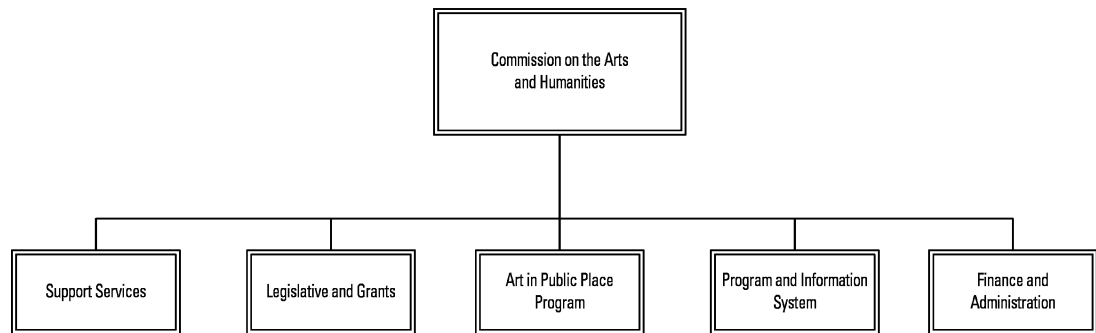 Commission on the Arts
and Humanities
Support Services
Legislative and Grants
Art in Public Place
Program
Program and Information
System
Finance and
Administration